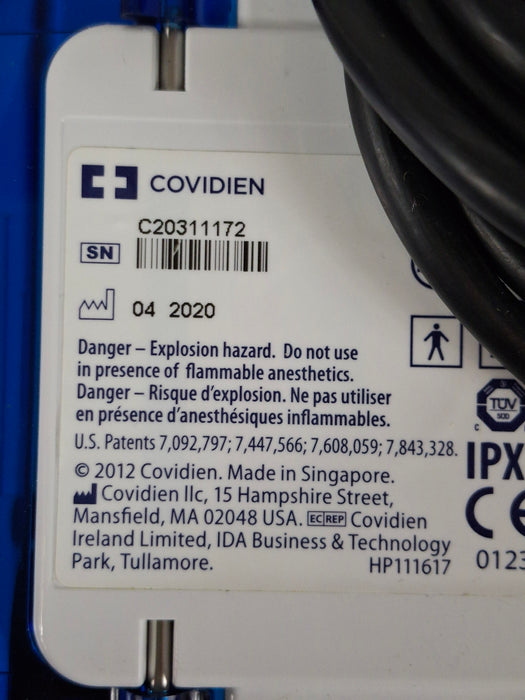 COVIDIEN
C20311172
SN
04 2020
Danger – Explosion hazard. Do not use
in presence of flammable anesthetics.
Danger – Risque d'explosion. Ne pas utiliser
en présence d'anesthésiques inflammables.
U.S. Patents 7,092,797; 7,447,566; 7,608,059; 7,843,328.
© 2012 Covidien. Made in Singapore.
Covidien llc, 15 Hampshire Street,
Mansfield, MA 02048 USA. EC REP Covidien
Ireland Limited, IDA Business & Technology
Park, Tullamore. HP111617
TÜV
SÜD
C
IPX
CE
0123